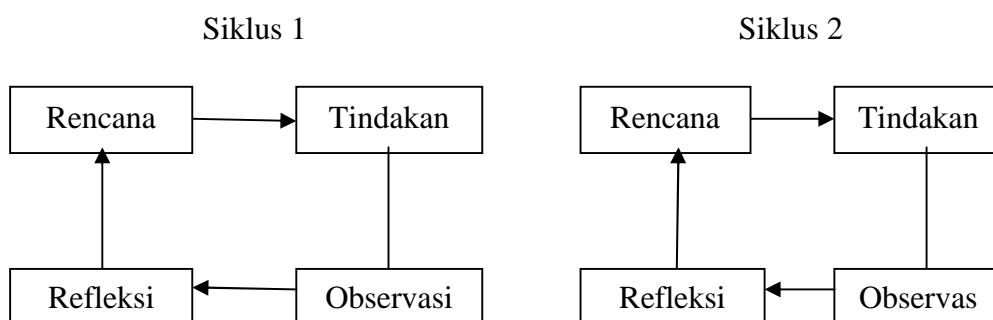 Siklus 1
Siklus 2
Rencana
Tindakan
Rencana
Tindakan
Refleksi
Observasi
Refleksi
Observas